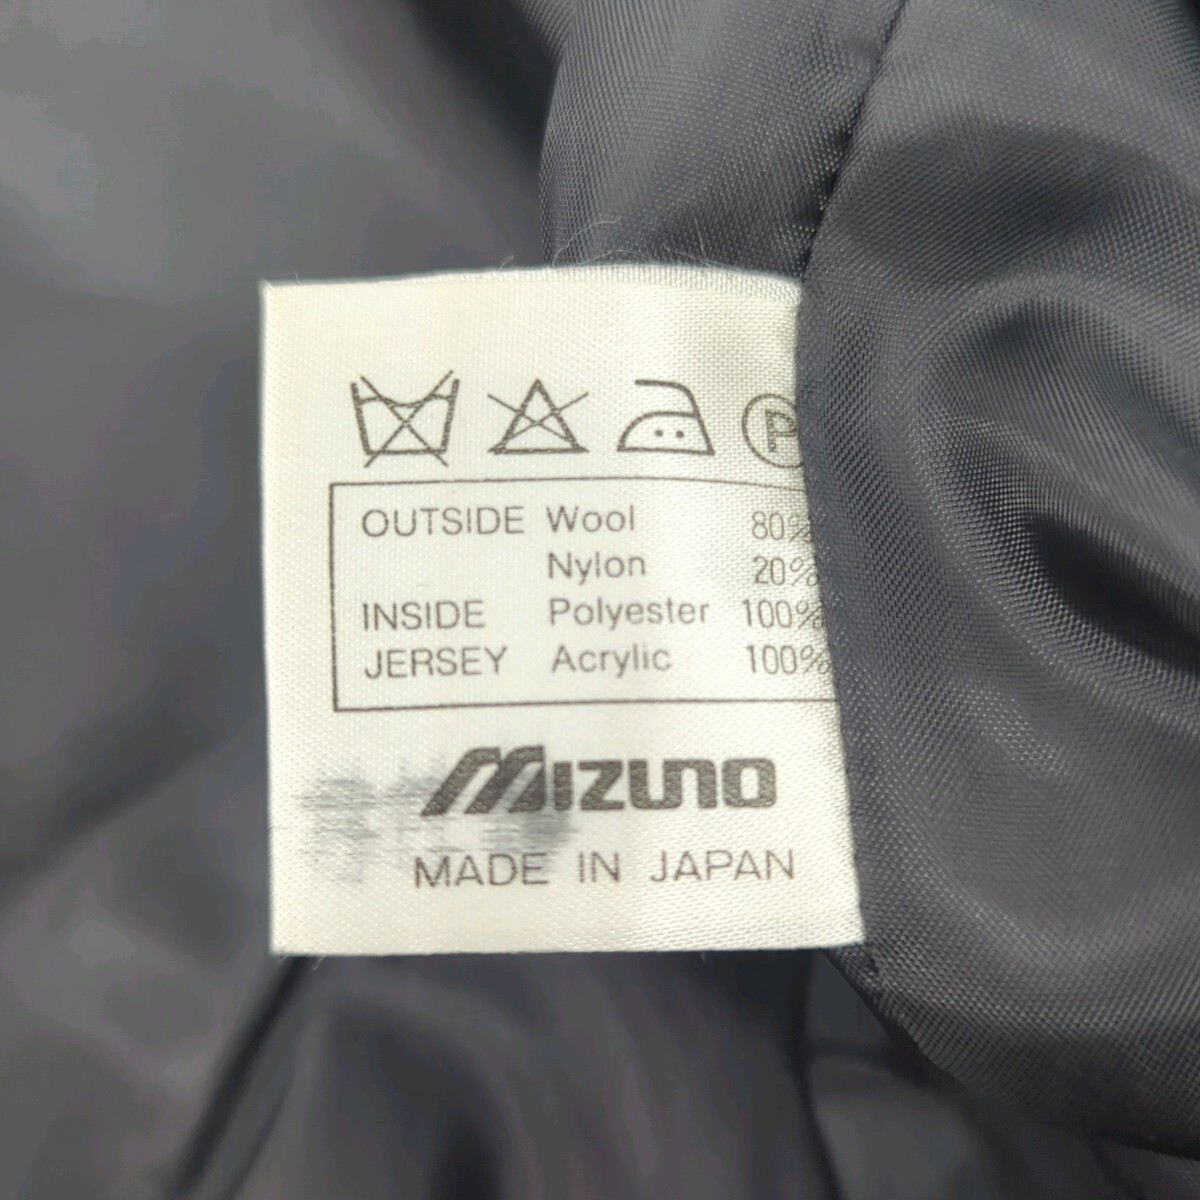 P
OUTSIDE Wool 80%
Nylon 20%
INSIDE Polyester 100%
JERSEY Acrylic 100%
MIZUNO
MADE IN JAPAN